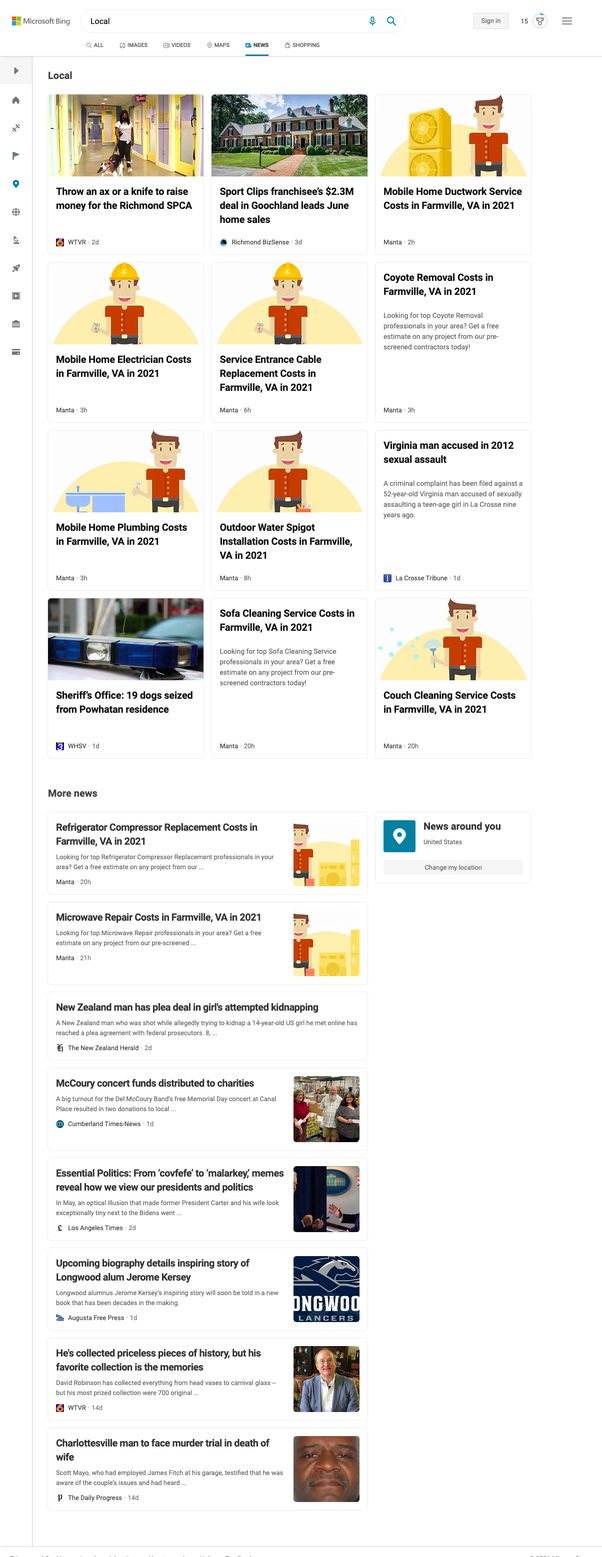 Microsoft Bing
Local
Sign in
15
ALL
IMAGES
VIDEOS
MAPS
NEWS
SHOPPING
Local
Throw an ax or a knife to raise
money for the Richmond SPCA
WTVR · 2d
Sport Clips franchisee's $2.3M
deal in Goochland leads June
home sales
Richmond BizSense · 3d
Mobile Home Ductwork Service
Costs in Farmville, VA in 2021
Manta · 2h
Mobile Home Electrician Costs
in Farmville, VA in 2021
Manta · 3h
Service Entrance Cable
Replacement Costs in
Farmville, VA in 2021
Manta · 6h
Coyote Removal Costs in
Farmville, VA in 2021
Looking for top Coyote Removal
professionals in your area? Get a free
estimate on any project from our pre-
screened contractors today!
Manta · 3h
Mobile Home Plumbing Costs
in Farmville, VA in 2021
Manta · 3h
Outdoor Water Spigot
Installation Costs in Farmville,
VA in 2021
Manta · 8h
Virginia man accused in 2012
sexual assault
A criminal complaint has been filed against a
52-year-old Virginia man accused of sexually
assaulting a teen-age girl in La Crosse nine
years ago.
La Crosse Tribune · 1d
Sheriff's Office: 19 dogs seized
from Powhatan residence
WHSV · 1d
Sofa Cleaning Service Costs in
Farmville, VA in 2021
Looking for top Sofa Cleaning Service
professionals in your area? Get a free
estimate on any project from our pre-
screened contractors today!
Manta · 20h
Couch Cleaning Service Costs
in Farmville, VA in 2021
Manta · 20h
More news
Refrigerator Compressor Replacement Costs in
Farmville, VA in 2021
Looking for top Refrigerator Compressor Replacement professionals in your
area? Get a free estimate on any project from our ...
Manta · 20h
News around you
United States
Change my location
Microwave Repair Costs in Farmville, VA in 2021
Looking for top Microwave Repair professionals in your area? Get a free
estimate on any project from our pre-screened ...
Manta · 21h
New Zealand man has plea deal in girl's attempted kidnapping
A New Zealand man who was shot while allegedly trying to kidnap a 14-year-old US girl he met online has
reached a plea agreement with federal prosecutors. 8, ...
The New Zealand Herald · 2d
McCoury concert funds distributed to charities
A big turnout for the Del McCoury Band's free Memorial Day concert at Canal
Place resulted in two donations to local ...
Cumberland Times-News · 1d
Essential Politics: From 'covfefe' to 'malarkey,' memes
reveal how we view our presidents and politics
In May, an optical illusion that made former President Carter and his wife look
exceptionally tiny next to the Bidens went ...
Los Angeles Times · 2d
Upcoming biography details inspiring story of
Longwood alum Jerome Kersey
Longwood alumnus Jerome Kersey's inspiring story will soon be told in a new
book that has been decades in the making.
Augusta Free Press · 1d
ONGWOO
LANCERS
He's collected priceless pieces of history, but his
favorite collection is the memories
David Robinson has collected everything from head vases to carnival glass --
but his most prized collection were 700 original ...
WTVR · 14d
Charlottesville man to face murder trial in death of
wife
Scott Mayo, who had employed James Fitch at his garage, testified that he was
aware of the couple's issues and had heard ...
The Daily Progress · 14d